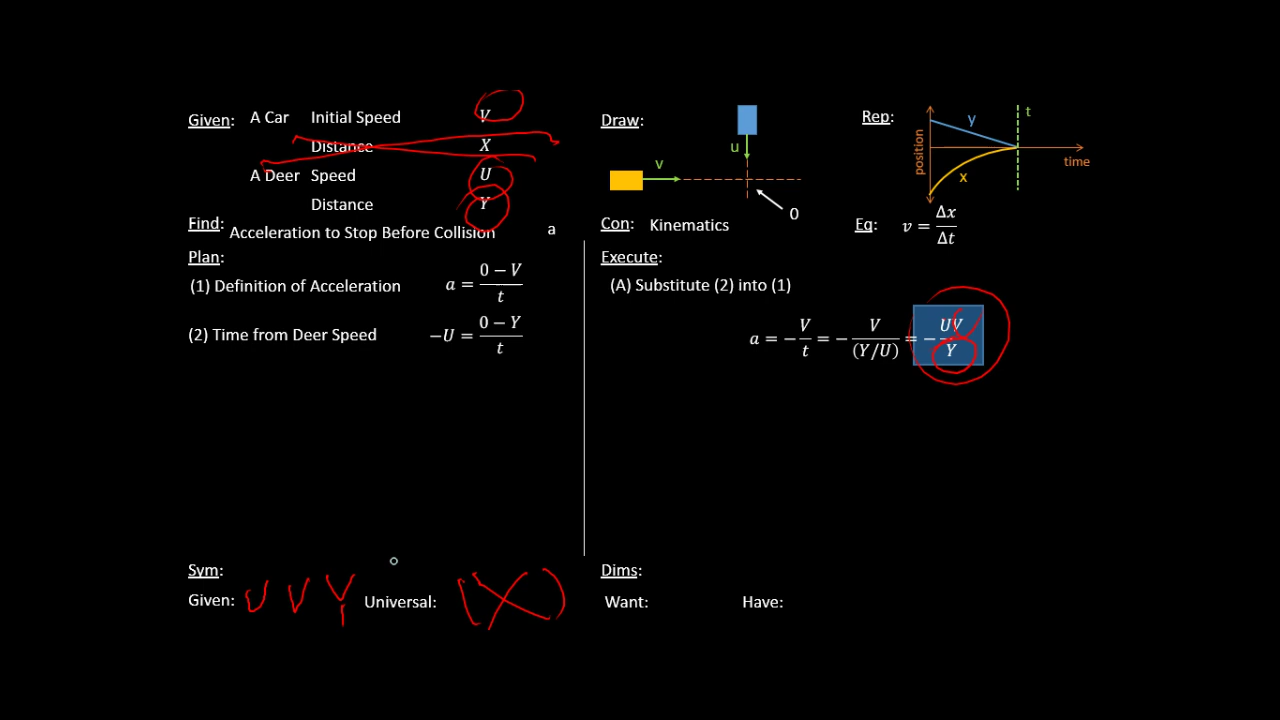 Given: A Car Initial Speed V
Distance X
A Deer Speed U
Distance Y
Find: Acceleration to Stop Before Collision a
Draw:
v
u
0
Rep:
position
y
x
t
time
Con: Kinematics
Eq: v = Δx/Δt
Plan:
(1) Definition of Acceleration a = (0 − V)/t
(2) Time from Deer Speed −U = (0 − Y)/t
Execute:
(A) Substitute (2) into (1)
a = − V/t = − V/(Y/U) = − UV/Y
Sym:
Given: U V Y Universal: (X)
Dims:
Want: Have: